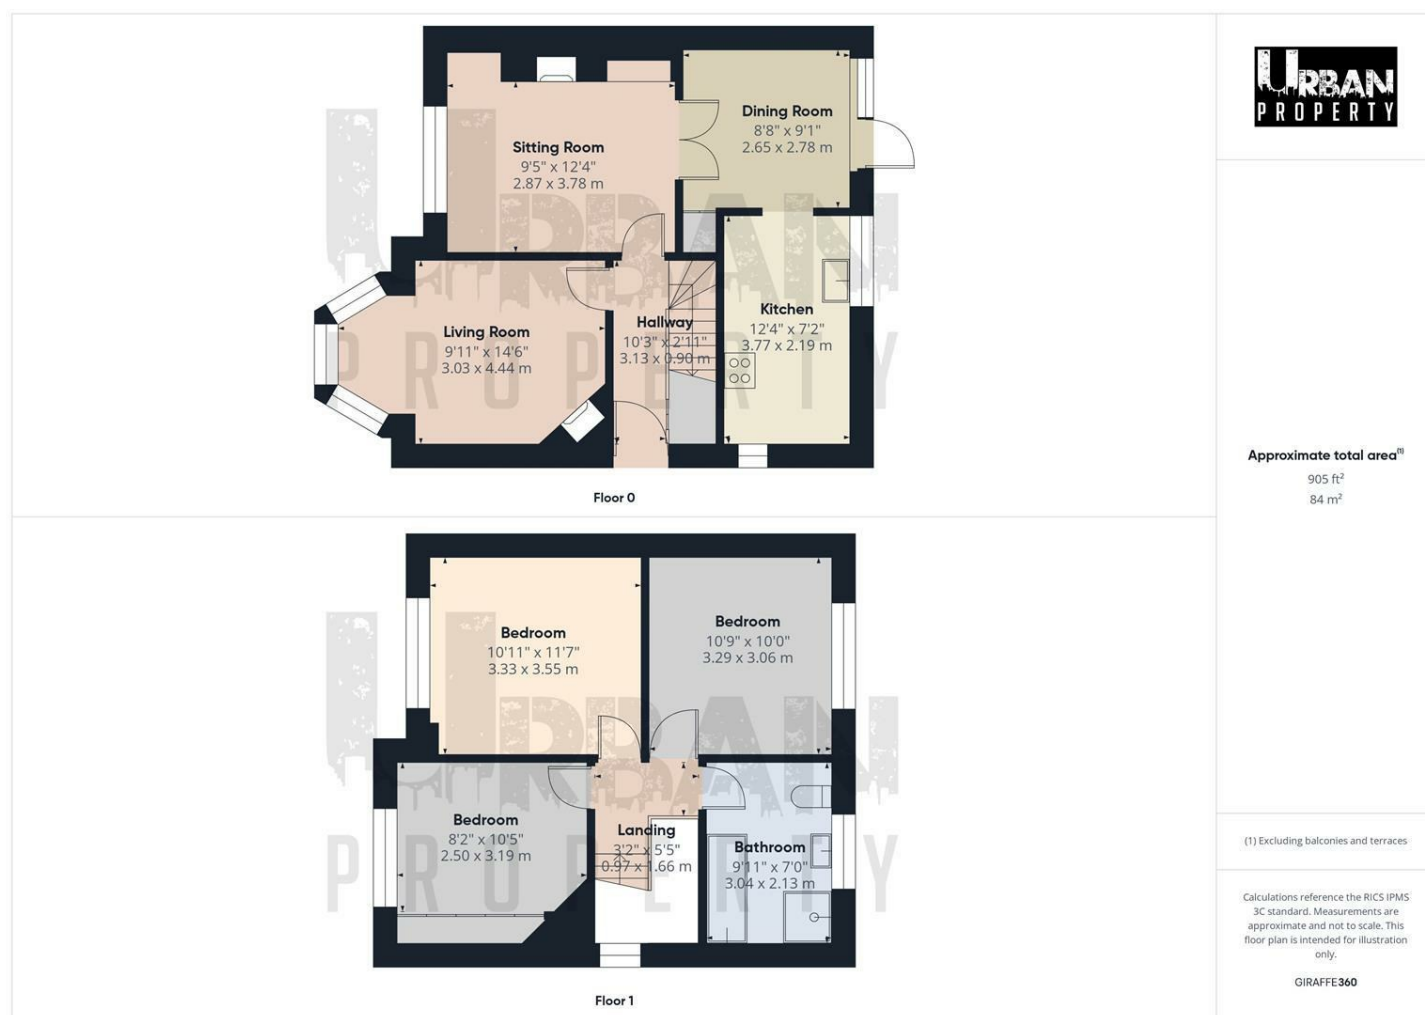 URBAN
PROPERTY
Dining Room
8'8" x 9'1"
2.65 x 2.78 m
Sitting Room
9'5" x 12'4"
2.87 x 3.78 m
Living Room
9'11" x 14'6"
3.03 x 4.44 m
Hallway
10'3" x 2'11"
3.13 x 0.90 m
Kitchen
12'4" x 7'2"
3.77 x 2.19 m
URBAN
PROPERTY
Floor 0
Bedroom
10'11" x 11'7"
3.33 x 3.55 m
Bedroom
10'9" x 10'0"
3.29 x 3.06 m
Bedroom
8'2" x 10'5"
2.50 x 3.19 m
Landing
3'2" x 5'5"
0.97 x 1.66 m
Bathroom
9'11" x 7'0"
3.04 x 2.13 m
URBAN
PROPERTY
Floor 1
Approximate total area(1)
905 ft²
84 m²
(1) Excluding balconies and terraces
Calculations reference the RICS IPMS
3C standard. Measurements are
approximate and not to scale. This
floor plan is intended for illustration
only.
GIRAFFE360